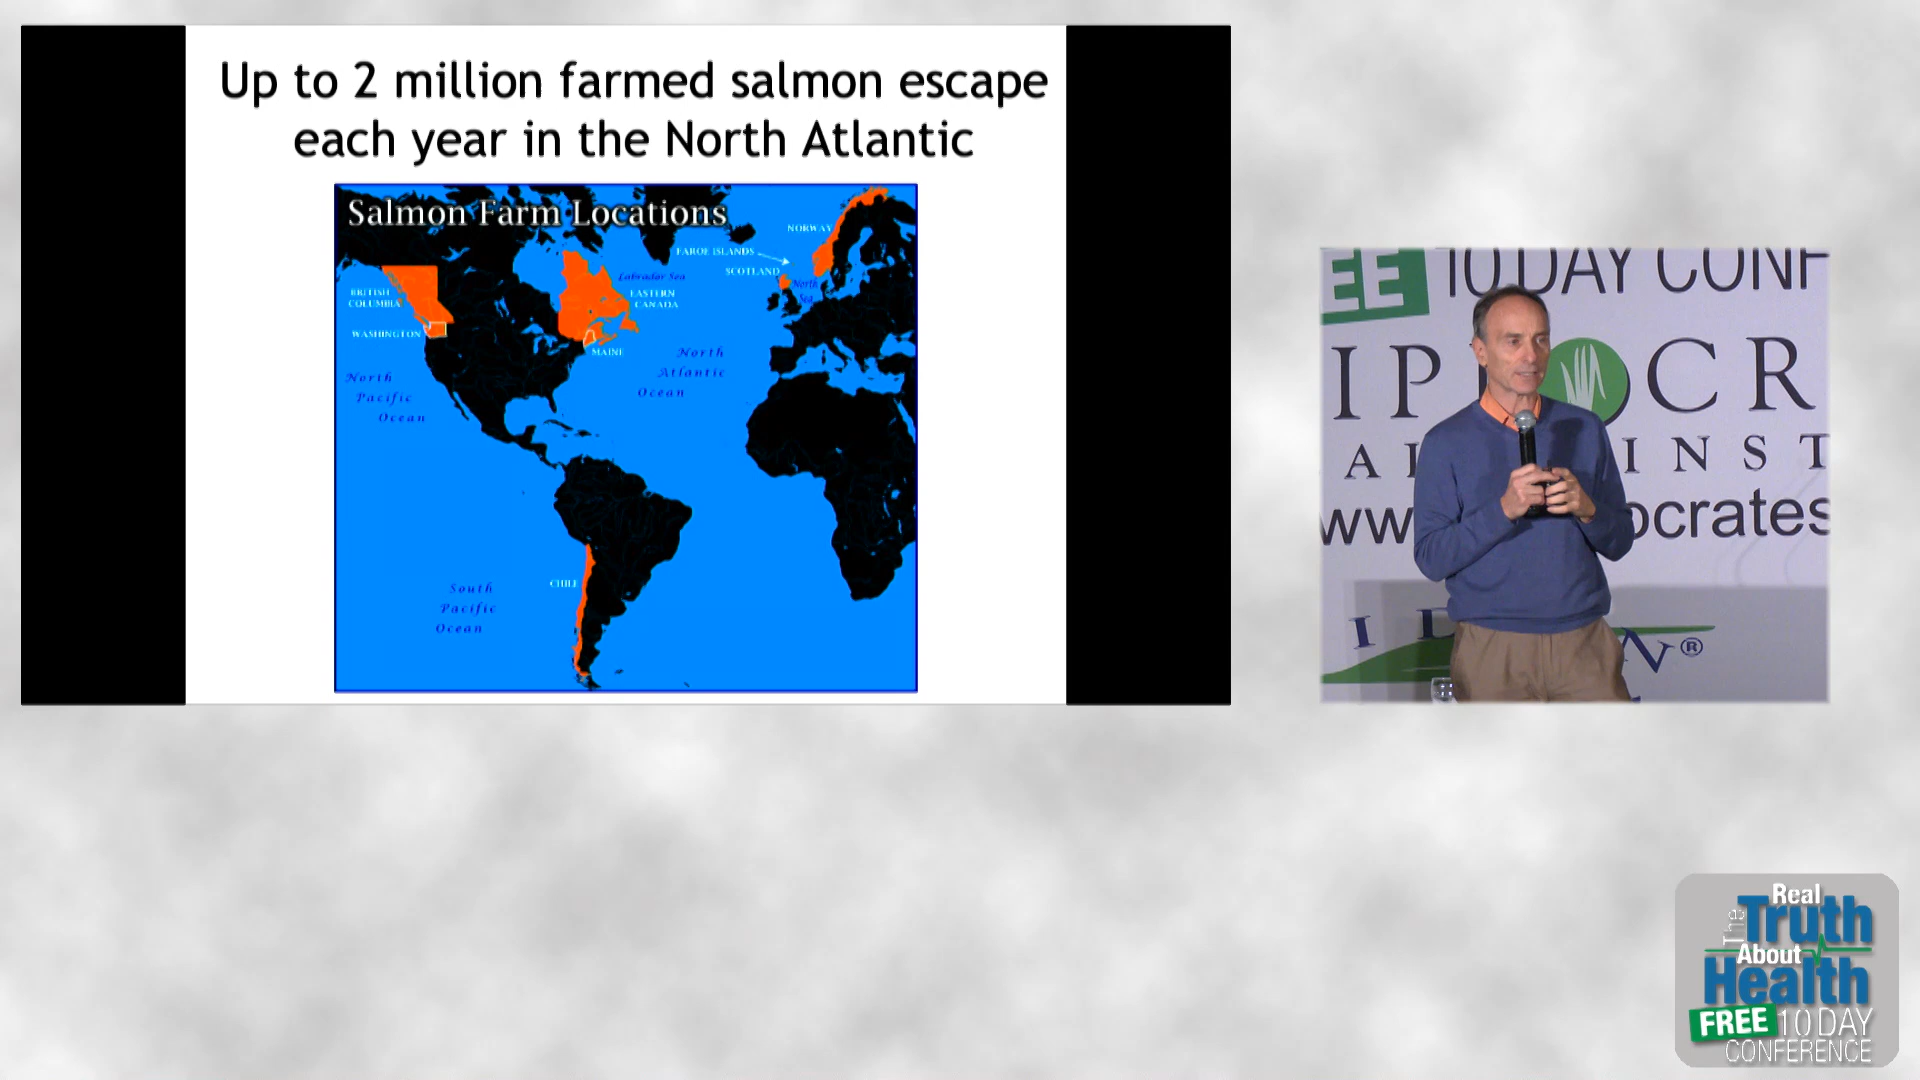 Up to 2 million farmed salmon escape
each year in the North Atlantic
Salmon Farm Locations
NORWAY
FAROE ISLANDS
SCOTLAND
North
Sea
Labrador Sea
BRITISH
COLUMBIA
EASTERN
CANADA
WASHINGTON
MAINE
North
Atlantic
Ocean
North
Pacific
Ocean
CHILE
South
Pacific
Ocean
EE 10 DAY CONF
IP OCR
A INST
ww ocrates
I D N®
The Real
Truth
About
Health
FREE 10 DAY
CONFERENCE